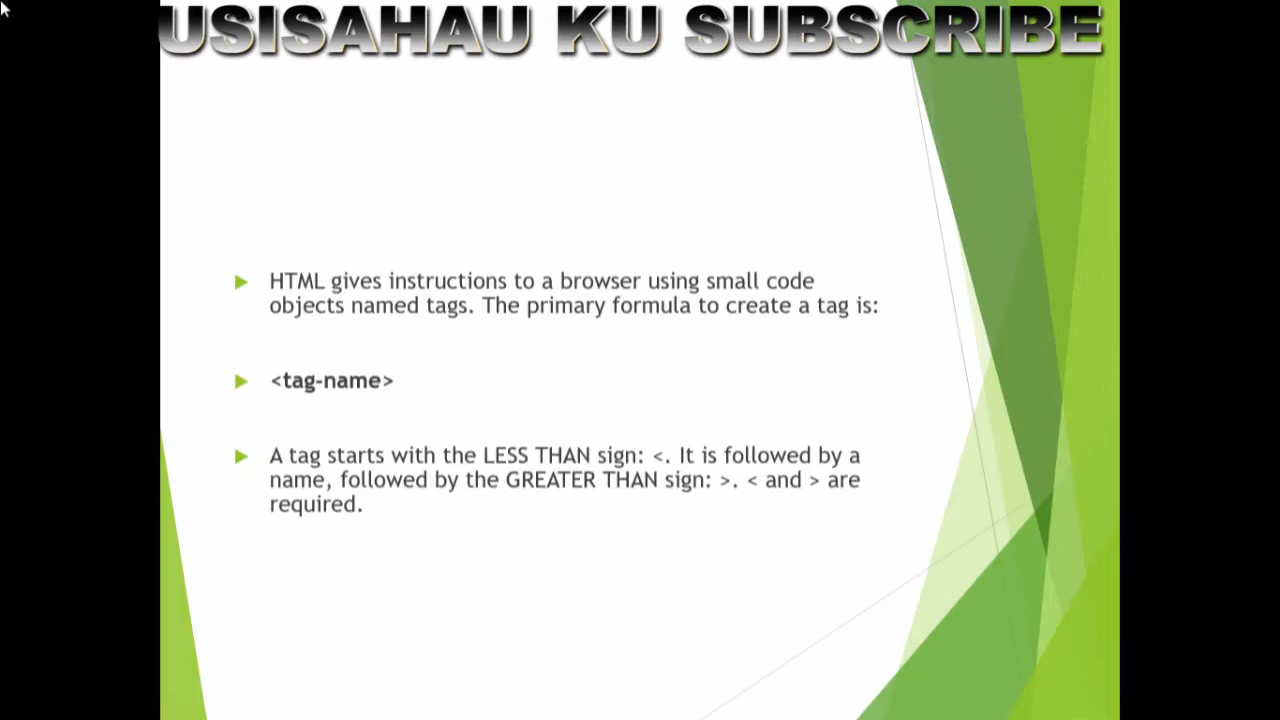 USISAHAU KU SUBSCRIBE
HTML gives instructions to a browser using small code
objects named tags. The primary formula to create a tag is:
<tag-name>
A tag starts with the LESS THAN sign: <. It is followed by a
name, followed by the GREATER THAN sign: >. < and > are
required.